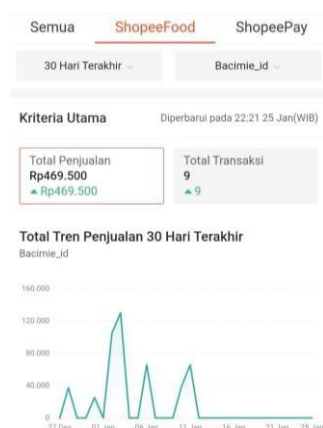 Semua ShopeeFood ShopeePay
30 Hari Terakhir Bacimie_id
Kriteria Utama Diperbarui pada 22:21 25 Jan(WIB)
Total Penjualan Total Transaksi
Rp469.500 9
Rp469.500 9
Total Tren Penjualan 30 Hari Terakhir
Bacimie_id
160.000
120.000
80.000
40.000
0
27 Dec 01 Jan 06 Jan 11 Jan 16 Jan 21 Jan 25 Jan